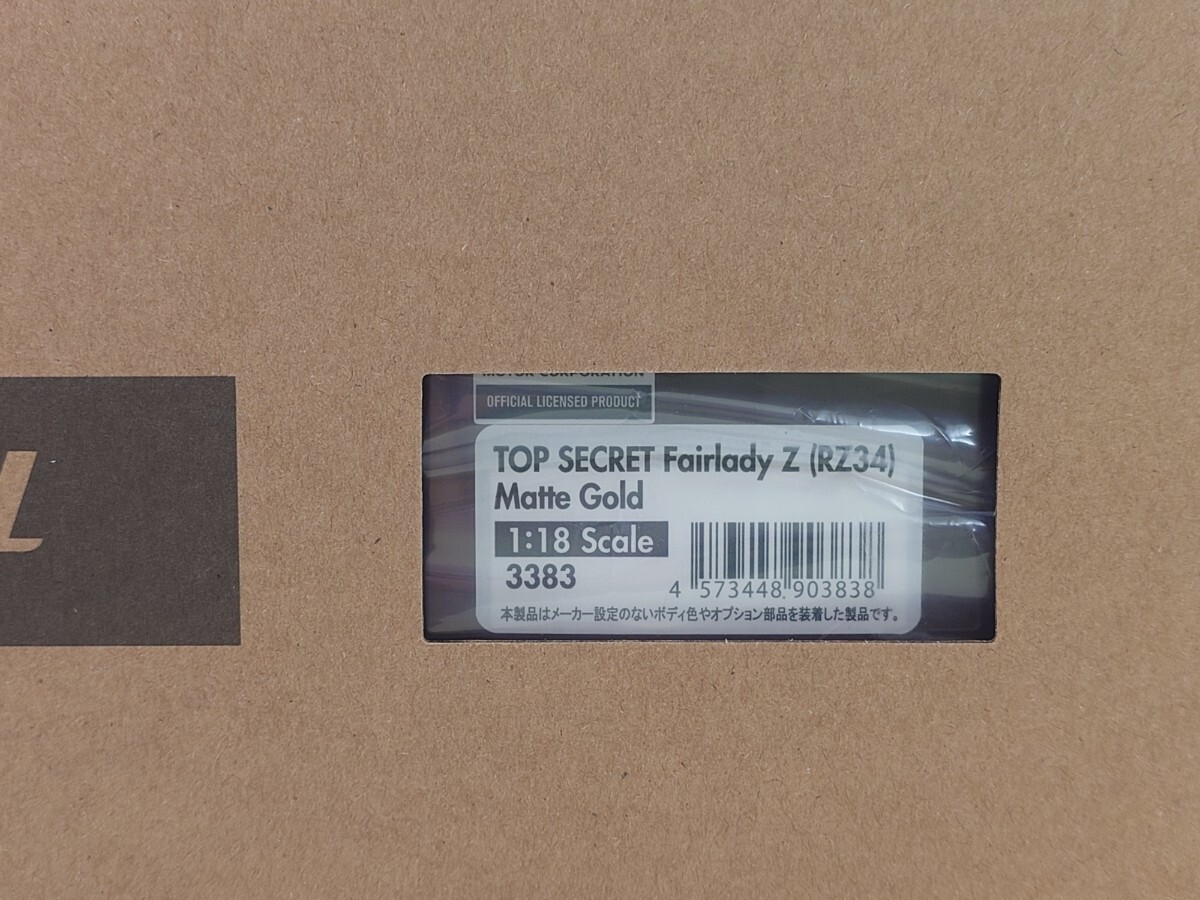 MOTOR CORPORATION
OFFICIAL LICENSED PRODUCT
TOP SECRET Fairlady Z (RZ34)
Matte Gold
1:18 Scale
3383
4 573448 903838
本製品はメーカー設定のないボディ色やオプション部品を装着した製品です。
L